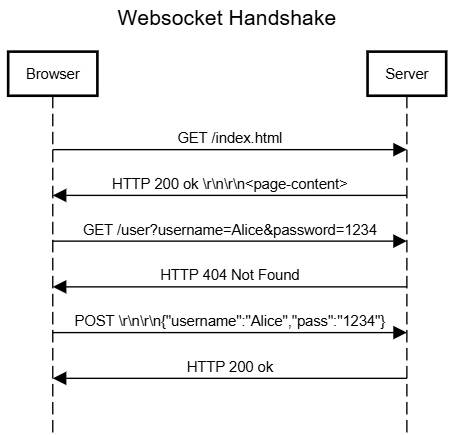 Websocket Handshake
Browser
Server
GET /index.html
HTTP 200 ok \r\n\r\n<page-content>
GET /user?username=Alice&password=1234
HTTP 404 Not Found
POST \r\n\r\n{"username":"Alice","pass":"1234"}
HTTP 200 ok